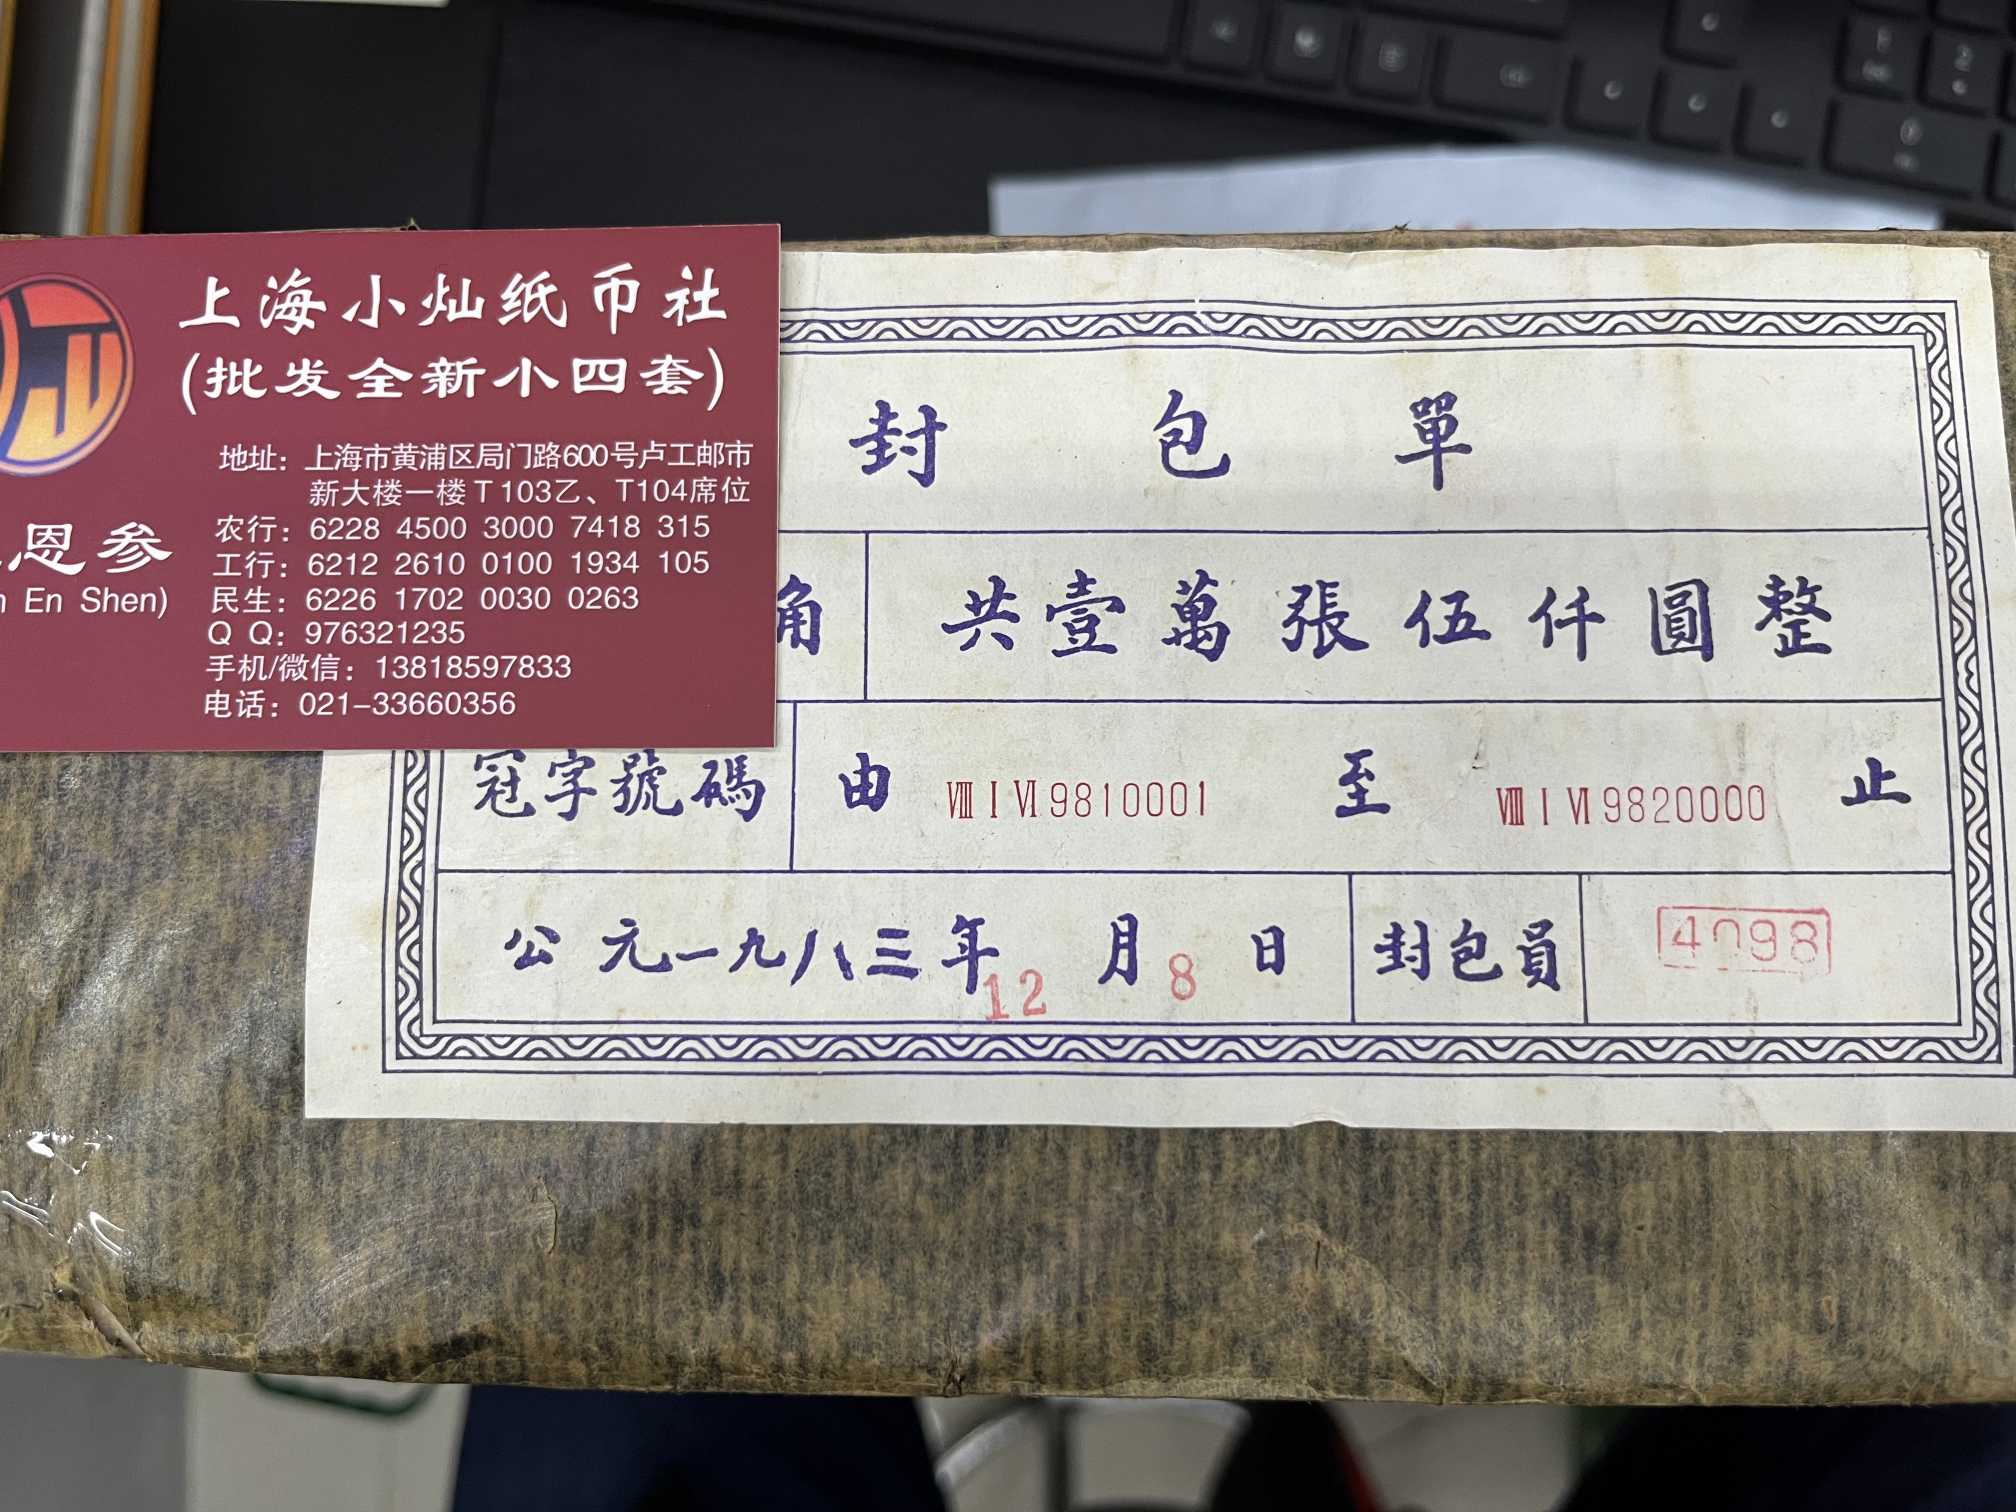 上海小灿纸币社
(批发全新小四套)
地址：上海市黄浦区局门路600号卢工邮市
新大楼一楼T103乙、T104席位
农行：6228 4500 3000 7418 315
工行：6212 2610 0100 1934 105
民生：6226 1702 0030 0263
Q Q：976321235
手机/微信：13818597833
电话：021-33660356
恩参
En Shen)
封包單
角 共壹萬張伍仟圓整
冠字號碼 由 ⅧⅠⅥ9810001 至 ⅧⅠⅥ9820000 止
公元一九八三年12月8日 封包員 4098